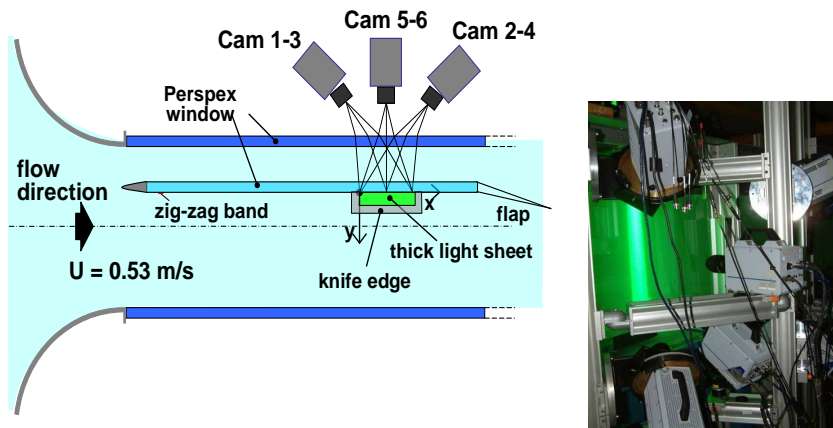 Cam 5-6
Cam 1-3
Cam 2-4
Perspex
window
flow
direction
zig-zag band
x
flap
y
thick light sheet
knife edge
U = 0.53 m/s